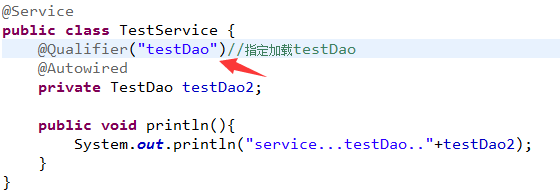 @Service
public class TestService {
@Qualifier("testDao")//指定加载testDao
@Autowired
private TestDao testDao2;
public void println(){
System.out.println("service...testDao.."+testDao2);
}
}